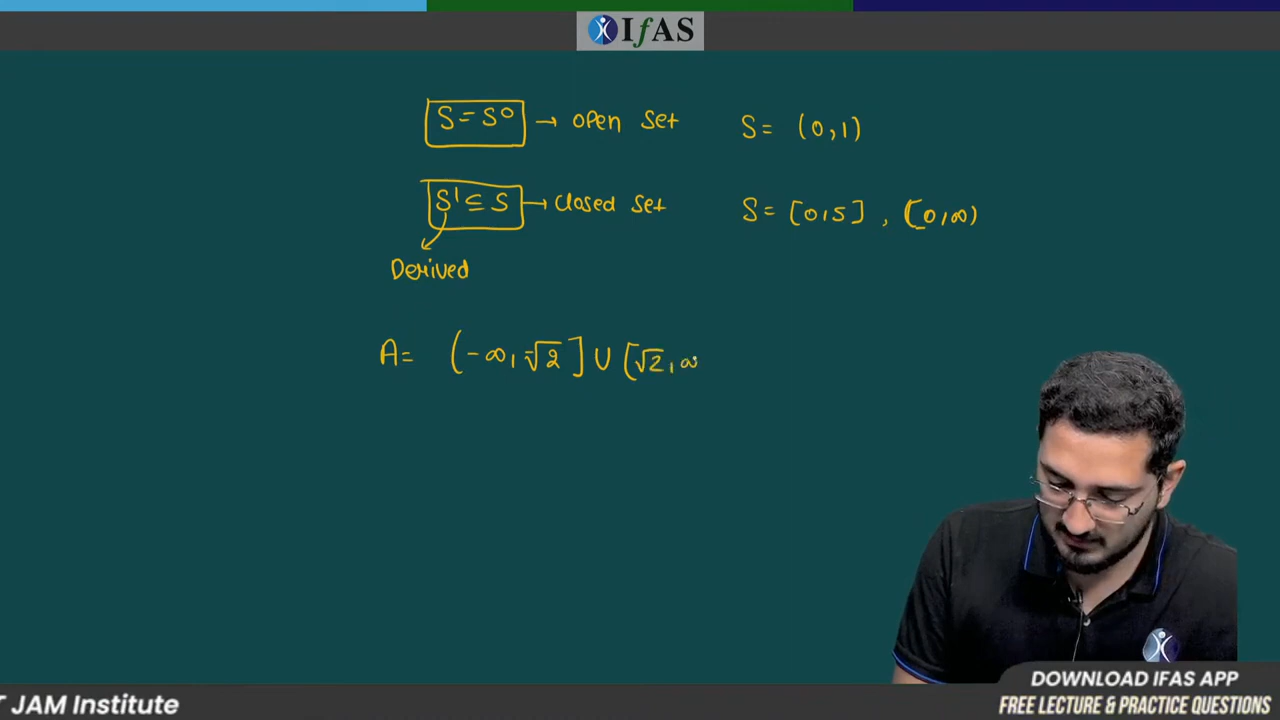 IfAS
S = S⁰ → open set S = (0,1)
S' ⊆ S → closed set S = [0,5] , [0,∞)
Derived
A = (-∞, -√2] ∪ [√2, ∞
DOWNLOAD IFAS APP
T JAM Institute
FREE LECTURE & PRACTICE QUESTIONS